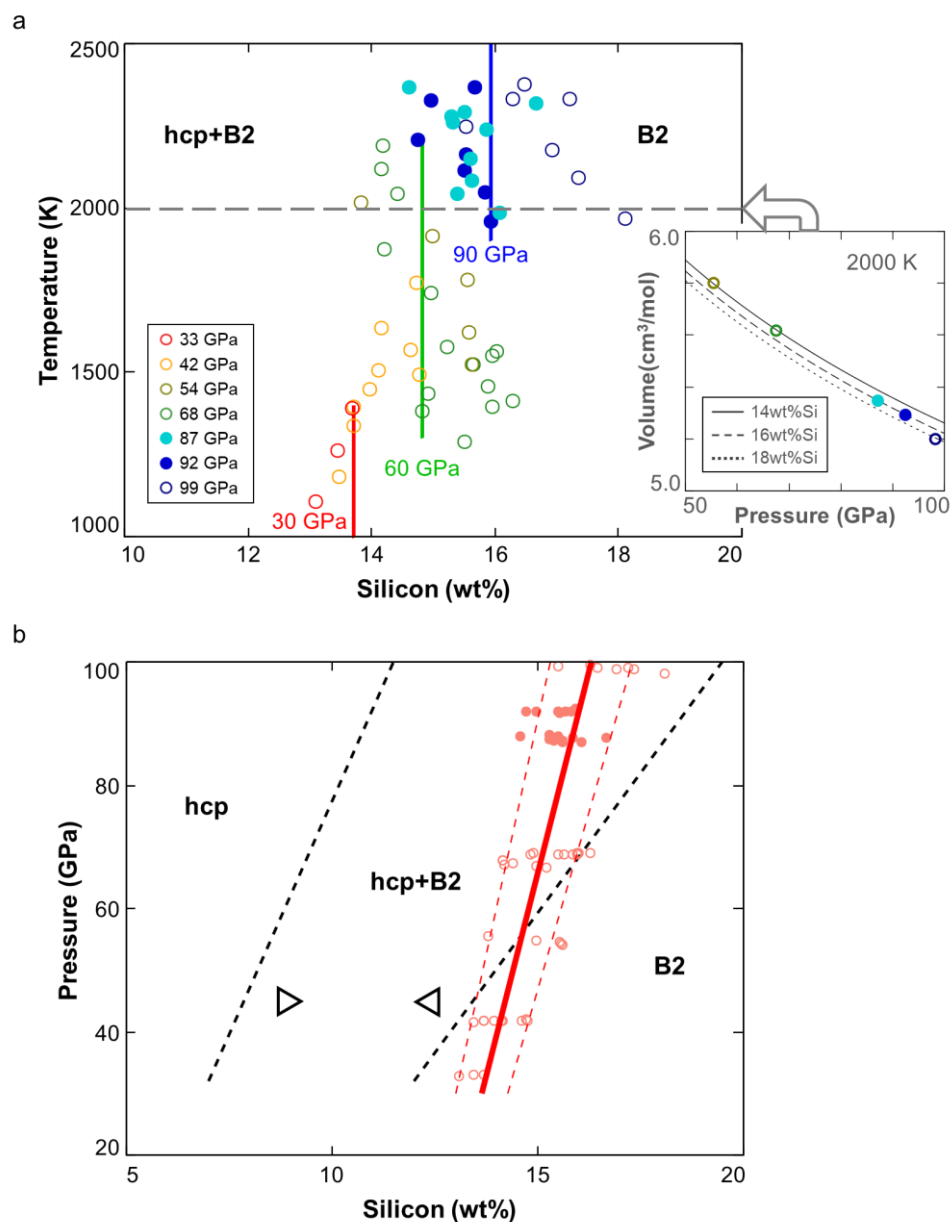 a
2500
hcp+B2
B2
2000
90 GPa
6.0
2000 K
Temperature (K)
33 GPa
42 GPa
54 GPa
68 GPa
87 GPa
92 GPa
99 GPa
1500
60 GPa
Volume(cm³/mol)
14wt%Si
16wt%Si
18wt%Si
5.0
50
100
Pressure (GPa)
30 GPa
1000
10
12
14
16
18
20
Silicon (wt%)
b
100
hcp
80
Pressure (GPa)
hcp+B2
60
B2
40
20
5
10
15
20
Silicon (wt%)